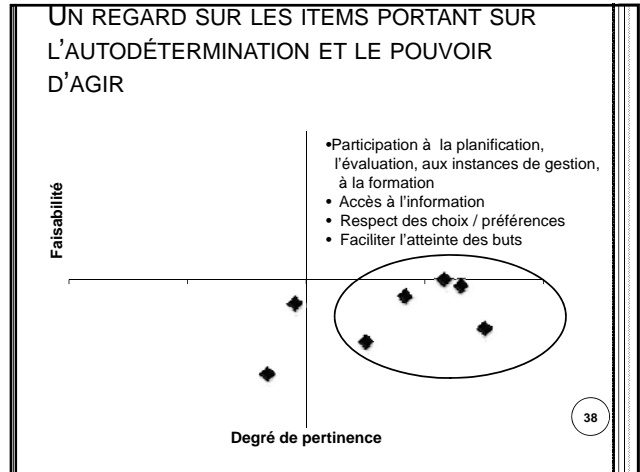 UN REGARD SUR LES ITEMS PORTANT SUR
L'AUTODÉTERMINATION ET LE POUVOIR
D'AGIR
•Participation à la planification,
l'évaluation, aux instances de gestion,
à la formation
• Accès à l'information
• Respect des choix / préférences
• Faciliter l'atteinte des buts
Faisabilité
Degré de pertinence
38